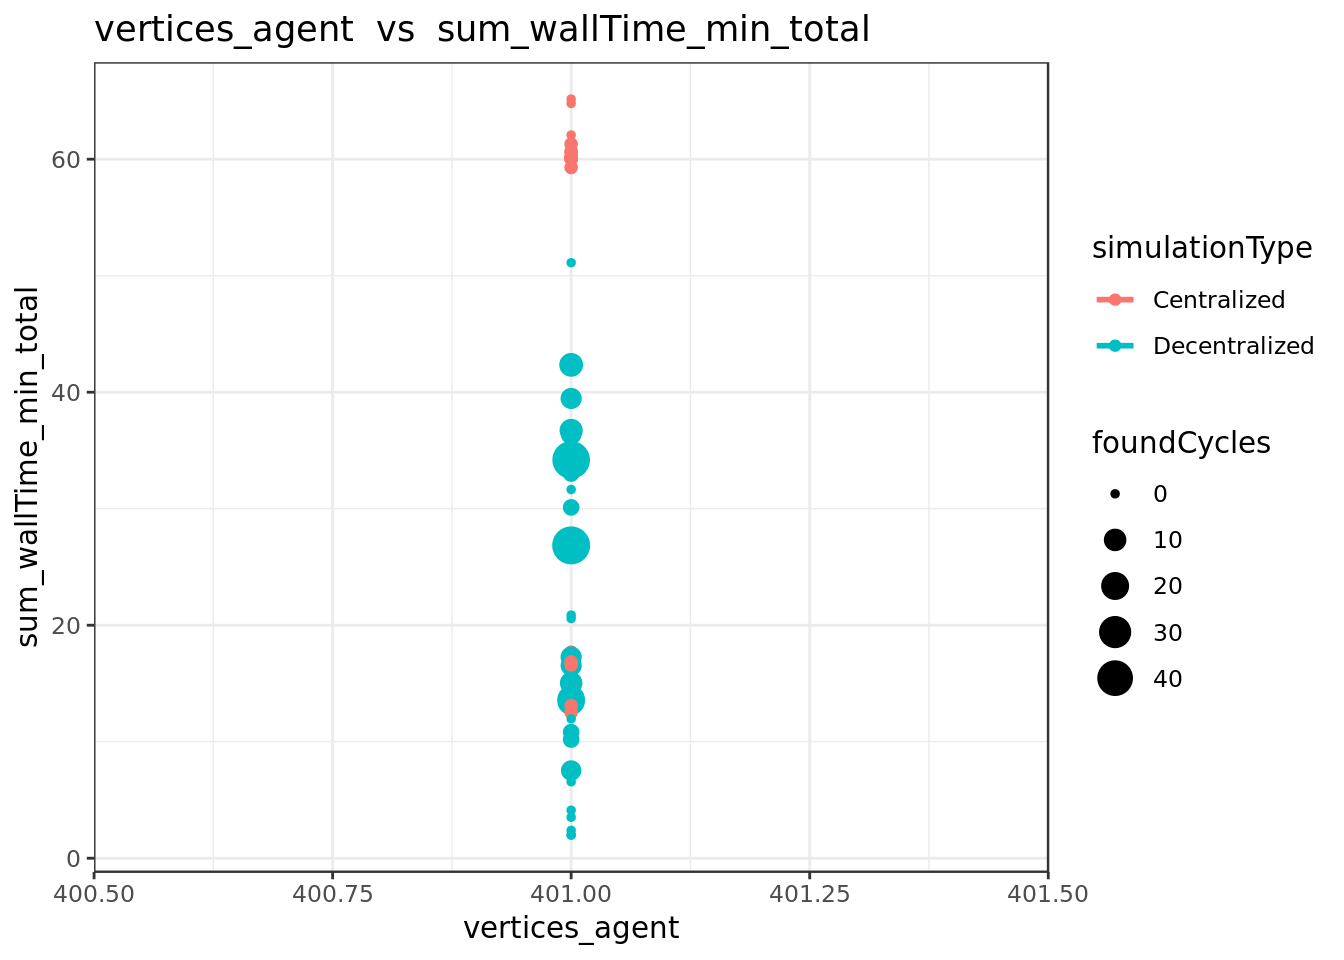 vertices_agent vs sum_wallTime_min_total
sum_wallTime_min_total
60
40
20
0
400.50 400.75 401.00 401.25 401.50
vertices_agent
simulationType
Centralized
Decentralized
foundCycles
0
10
20
30
40